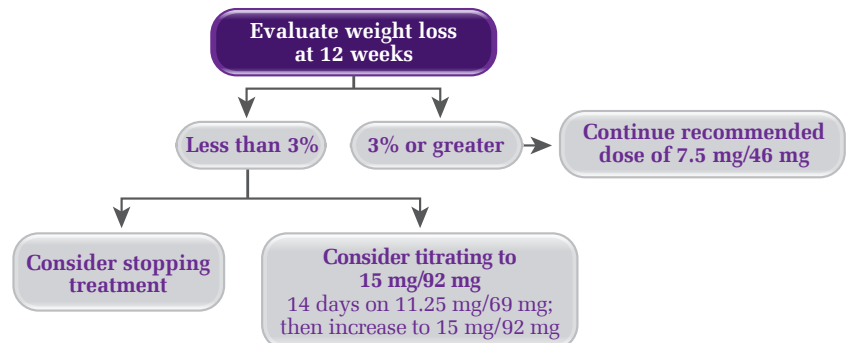 Evaluate weight loss
at 12 weeks
Less than 3%
3% or greater
Continue recommended
dose of 7.5 mg/46 mg
Consider stopping
treatment
Consider titrating to
15 mg/92 mg
14 days on 11.25 mg/69 mg;
then increase to 15 mg/92 mg